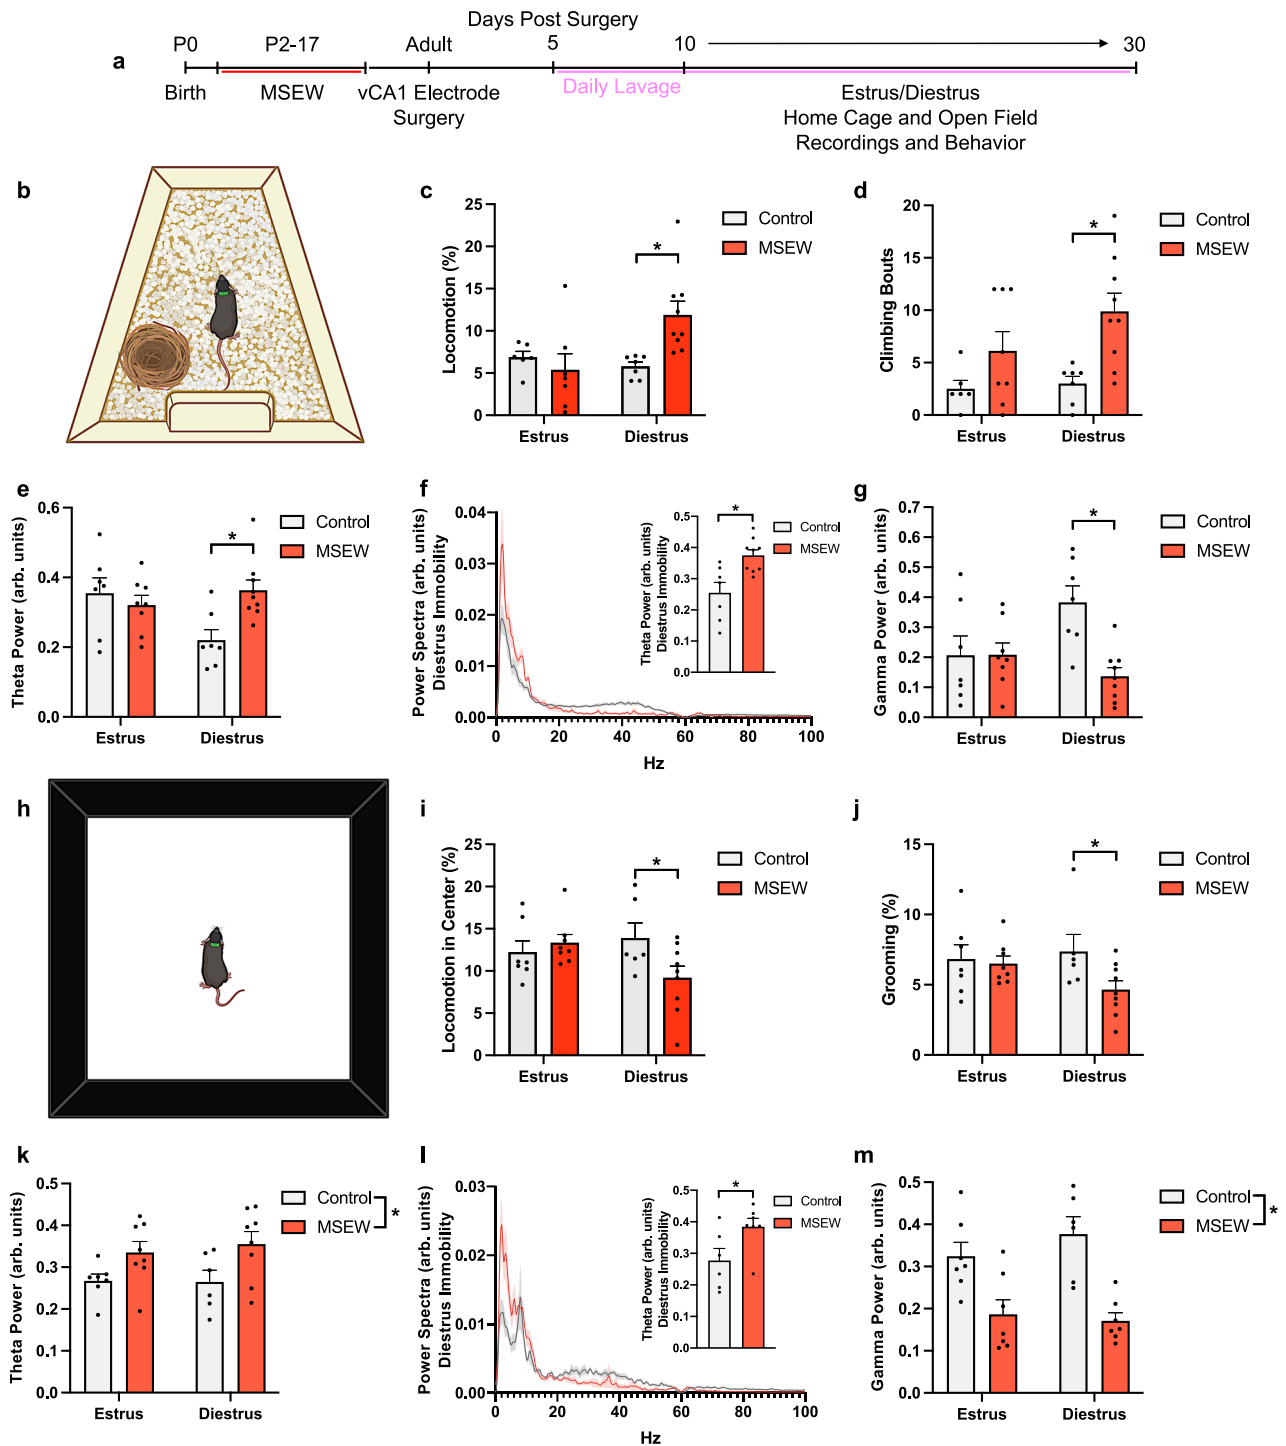 Days Post Surgery
P0 P2-17 Adult 5 10 30
a
Birth MSEW vCA1 Electrode Surgery
Daily Lavage
Estrus/Diestrus
Home Cage and Open Field
Recordings and Behavior
b
c
Locomotion (%)
25
20
15
10
5
0
Estrus Diestrus
Control
MSEW
*
d
Climbing Bouts
20
15
10
5
0
Estrus Diestrus
Control
MSEW
*
e
Theta Power (arb. units)
0.6
0.4
0.2
0.0
Estrus Diestrus
Control
MSEW
*
f
Power Spectra (arb. units)
Diestrus Immobility
0.04
0.03
0.02
0.01
0.00
0 20 40 60 80 100
Hz
Theta Power (arb. units)
Diestrus Immobility
0.5
0.4
0.3
0.2
0.1
0.0
Control
MSEW
*
g
Gamma Power (arb. units)
0.7
0.6
0.5
0.4
0.3
0.2
0.1
0.0
Estrus Diestrus
Control
MSEW
*
h
i
Locomotion in Center (%)
25
20
15
10
5
0
Estrus Diestrus
Control
MSEW
*
j
Grooming (%)
15
10
5
0
Estrus Diestrus
Control
MSEW
*
k
Theta Power (arb. units)
0.5
0.4
0.3
0.2
0.1
0.0
Estrus Diestrus
Control
MSEW
*
l
Power Spectra (arb. units)
Diestrus Immobility
0.03
0.02
0.01
0.00
0 20 40 60 80 100
Hz
Theta Power (arb. units)
Diestrus Immobility
0.5
0.4
0.3
0.2
0.1
0.0
Control
MSEW
*
m
Gamma Power (arb. units)
0.5
0.4
0.3
0.2
0.1
0.0
Estrus Diestrus
Control
MSEW
*